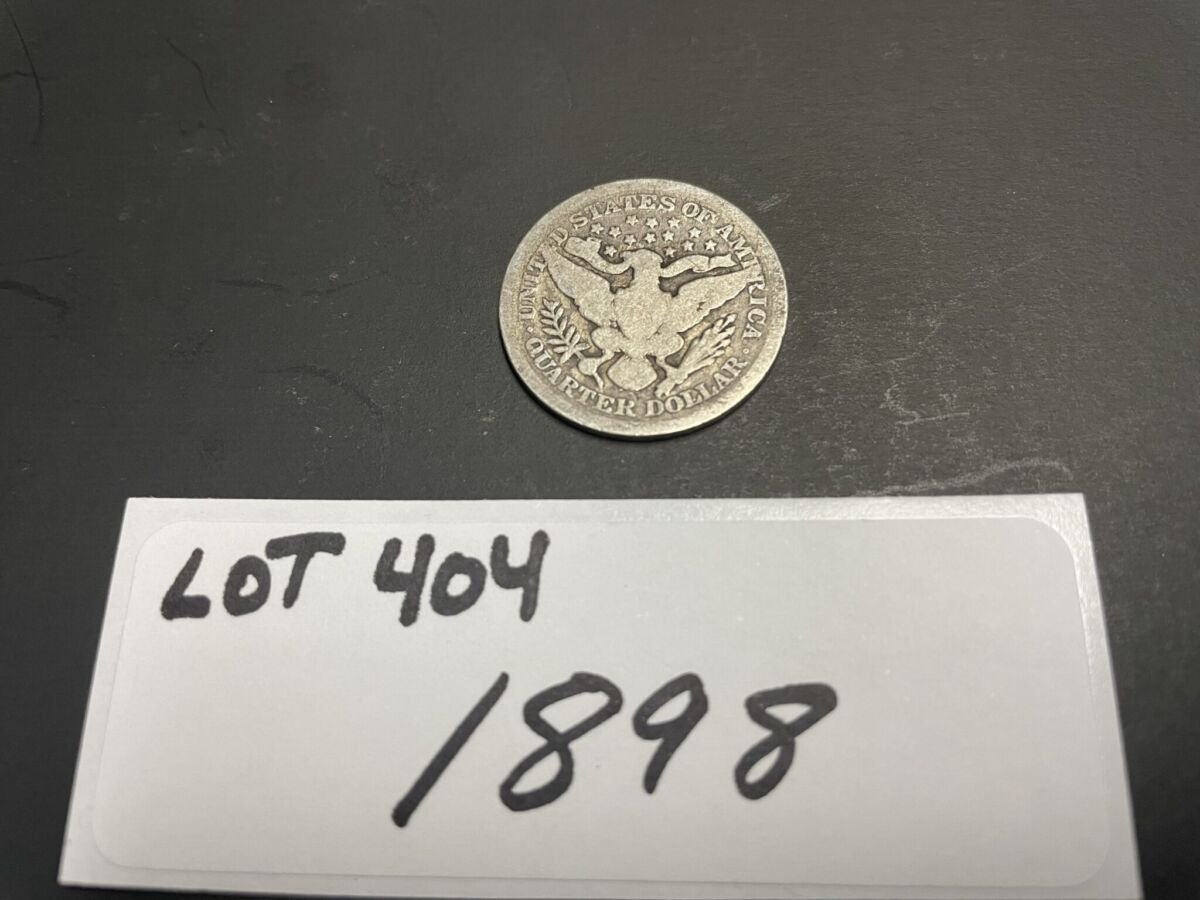 · UNITED STATES OF AMERICA ·
QUARTER DOLLAR
LOT 404
1898